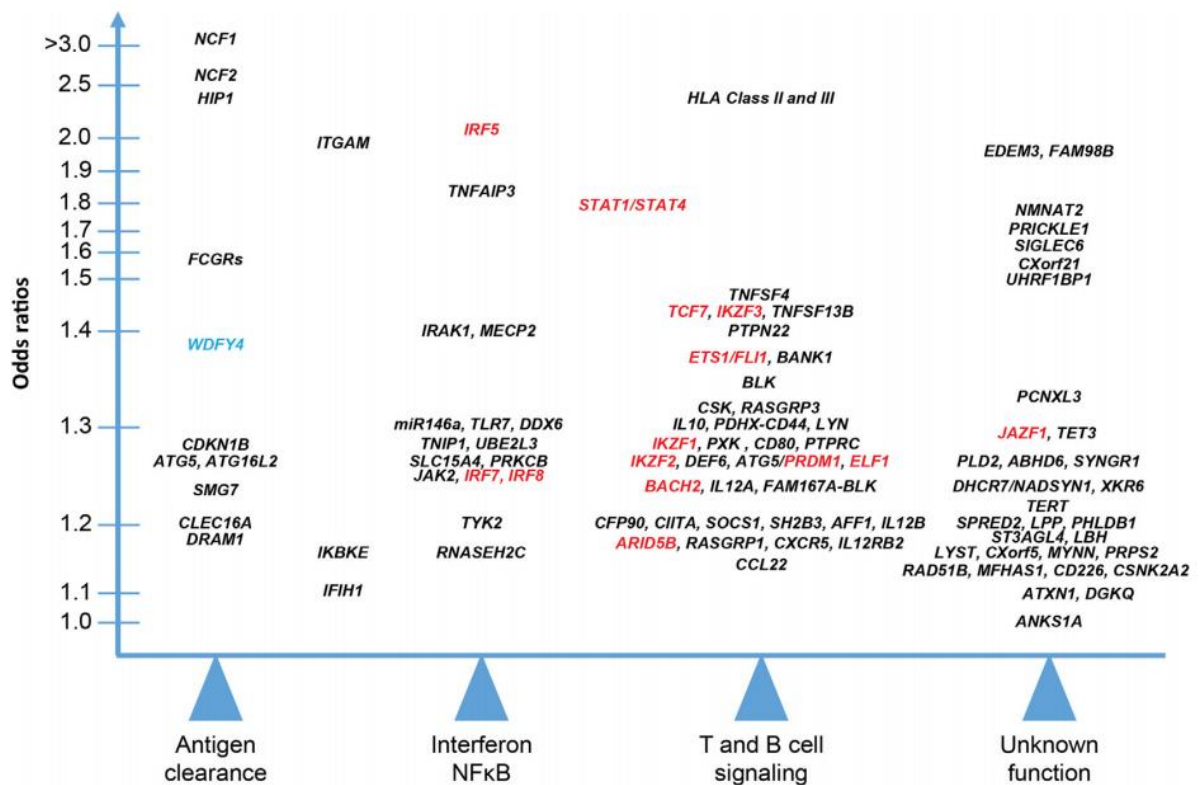 Odds ratios
>3.0
2.5
2.0
1.9
1.8
1.7
1.6
1.5
1.4
1.3
1.2
1.1
1.0
NCF1
NCF2
HIP1
FCGRs
WDFY4
CDKN1B
ATG5, ATG16L2
SMG7
CLEC16A
DRAM1
ITGAM
IKBKE
IFIH1
IRF5
TNFAIP3
IRAK1, MECP2
miR146a, TLR7, DDX6
TNIP1, UBE2L3
SLC15A4, PRKCB
JAK2, IRF7, IRF8
TYK2
RNASEH2C
STAT1/STAT4
HLA Class II and III
TNFSF4
TCF7, IKZF3, TNFSF13B
PTPN22
ETS1/FLI1, BANK1
BLK
CSK, RASGRP3
IL10, PDHX-CD44, LYN
IKZF1, PXK , CD80, PTPRC
IKZF2, DEF6, ATG5/PRDM1, ELF1
BACH2, IL12A, FAM167A-BLK
CFP90, CIITA, SOCS1, SH2B3, AFF1, IL12B
ARID5B, RASGRP1, CXCR5, IL12RB2
CCL22
EDEM3, FAM98B
NMNAT2
PRICKLE1
SIGLEC6
CXorf21
UHRF1BP1
PCNXL3
JAZF1, TET3
PLD2, ABHD6, SYNGR1
DHCR7/NADSYN1, XKR6
TERT
SPRED2, LPP, PHLDB1
ST3AGL4, LBH
LYST, CXorf5, MYNN, PRPS2
RAD51B, MFHAS1, CD226, CSNK2A2
ATXN1, DGKQ
ANKS1A
Antigen
clearance
Interferon
NFκB
T and B cell
signaling
Unknown
function